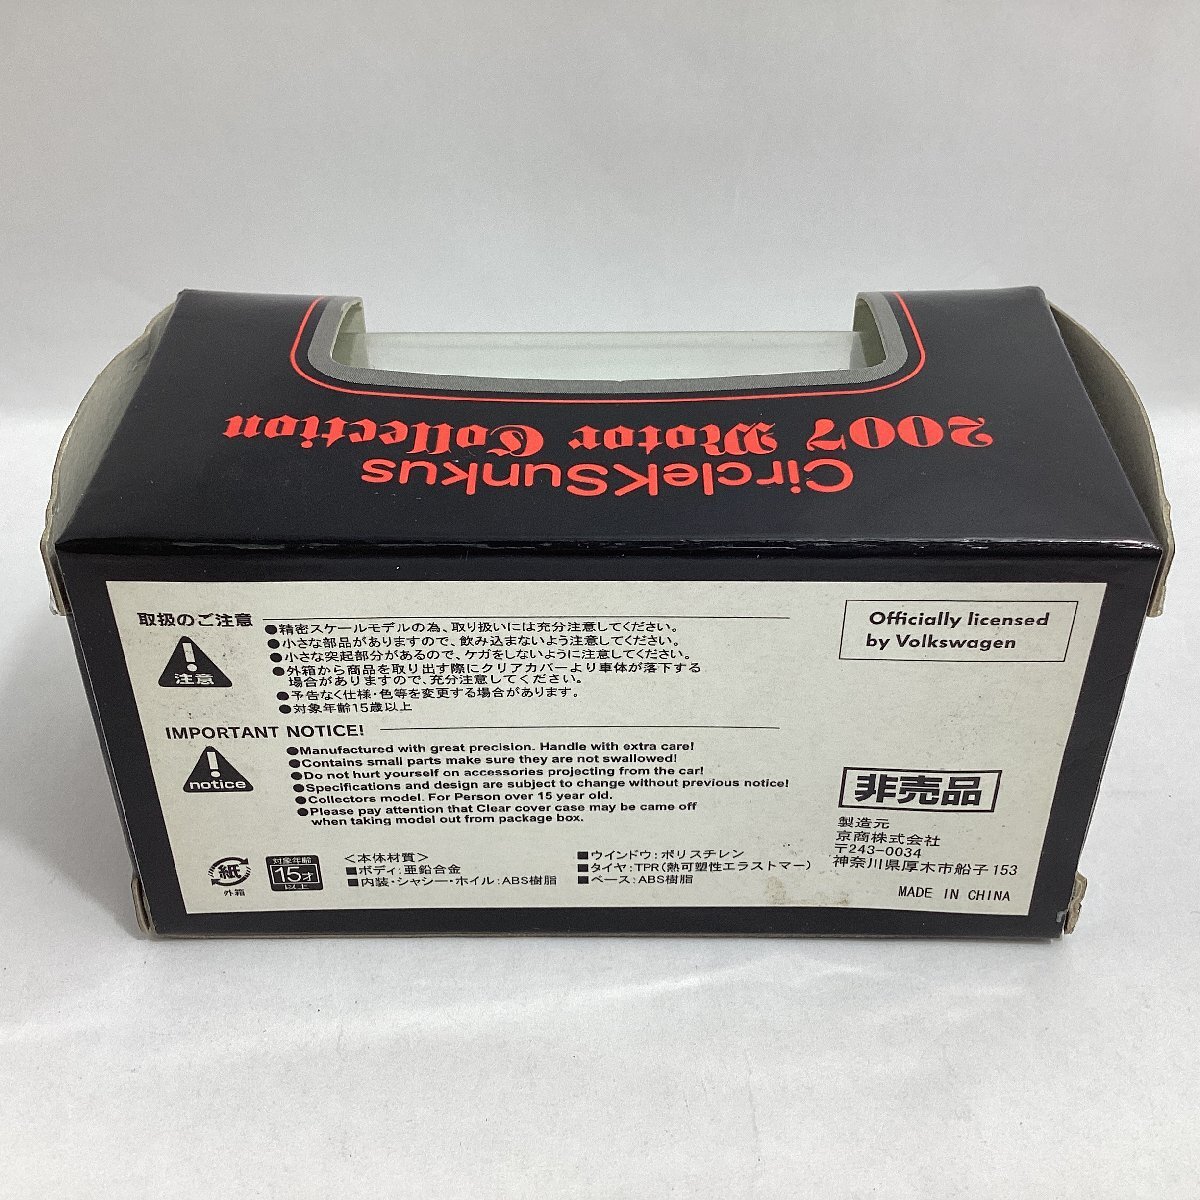 2007 Motor Collection
CircleKSunkus
取扱のご注意
注意
●精密スケールモデルの為、取り扱いには充分注意してください。
●小さな部品がありますので、飲み込まないよう注意してください。
●小さな突起部分があるので、ケガをしないように注意してください。
●外箱から商品を取り出す際にクリアカバーより車体が落下する
場合がありますので、充分注意してください。
●予告なく仕様・色等を変更する場合があります。
●対象年齢15歳以上
Officially licensed
by Volkswagen
IMPORTANT NOTICE!
notice
●Manufactured with great precision. Handle with extra care!
●Contains small parts make sure they are not swallowed!
●Do not hurt yourself on accessories projecting from the car!
●Specifications and design are subject to change without previous notice!
●Collectors model. For Person over 15 year old.
●Please pay attention that Clear cover case may be came off
when taking model out from package box.
紙
外箱
対象年齢
15才
以上
＜本体材質＞
■ボディ：亜鉛合金
■内装・シャシー・ホイル：ABS樹脂
■ウインドウ：ポリスチレン
■タイヤ：TPR（熱可塑性エラストマー）
■ベース：ABS樹脂
非売品
製造元
京商株式会社
〒243-0034
神奈川県厚木市船子153
MADE IN CHINA